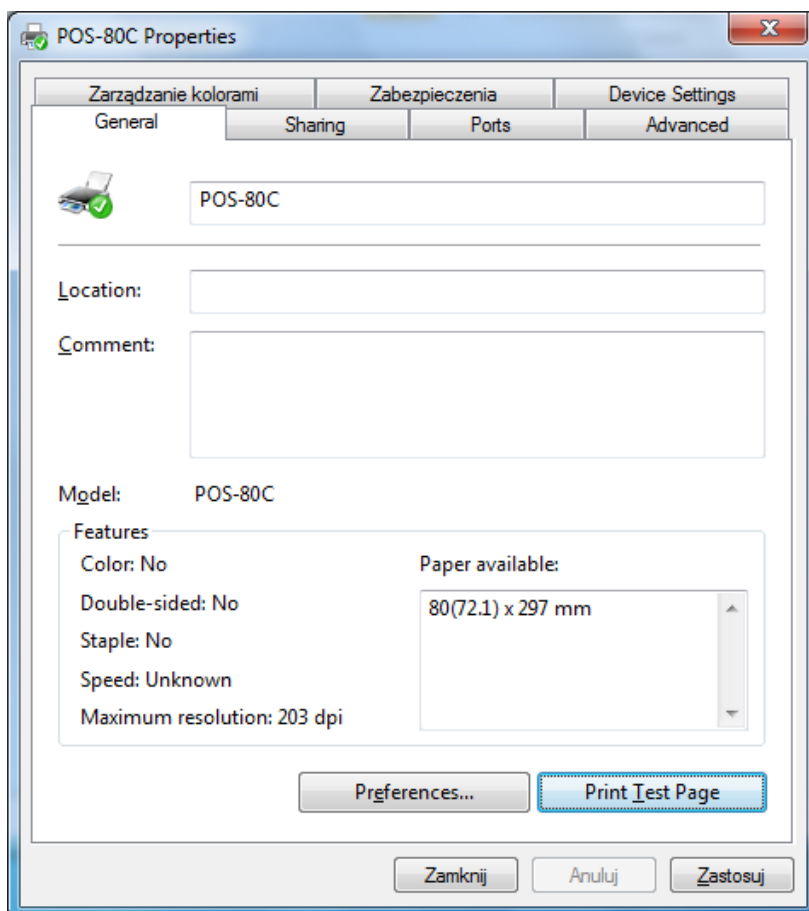 POS-80C Properties
Zarządzanie kolorami Zabezpieczenia Device Settings
General Sharing Ports Advanced
POS-80C
Location:
Comment:
Model: POS-80C
Features
Color: No
Double-sided: No
Staple: No
Speed: Unknown
Maximum resolution: 203 dpi
Paper available:
80(72.1) x 297 mm
Preferences... Print Test Page
Zamknij Anuluj Zastosuj